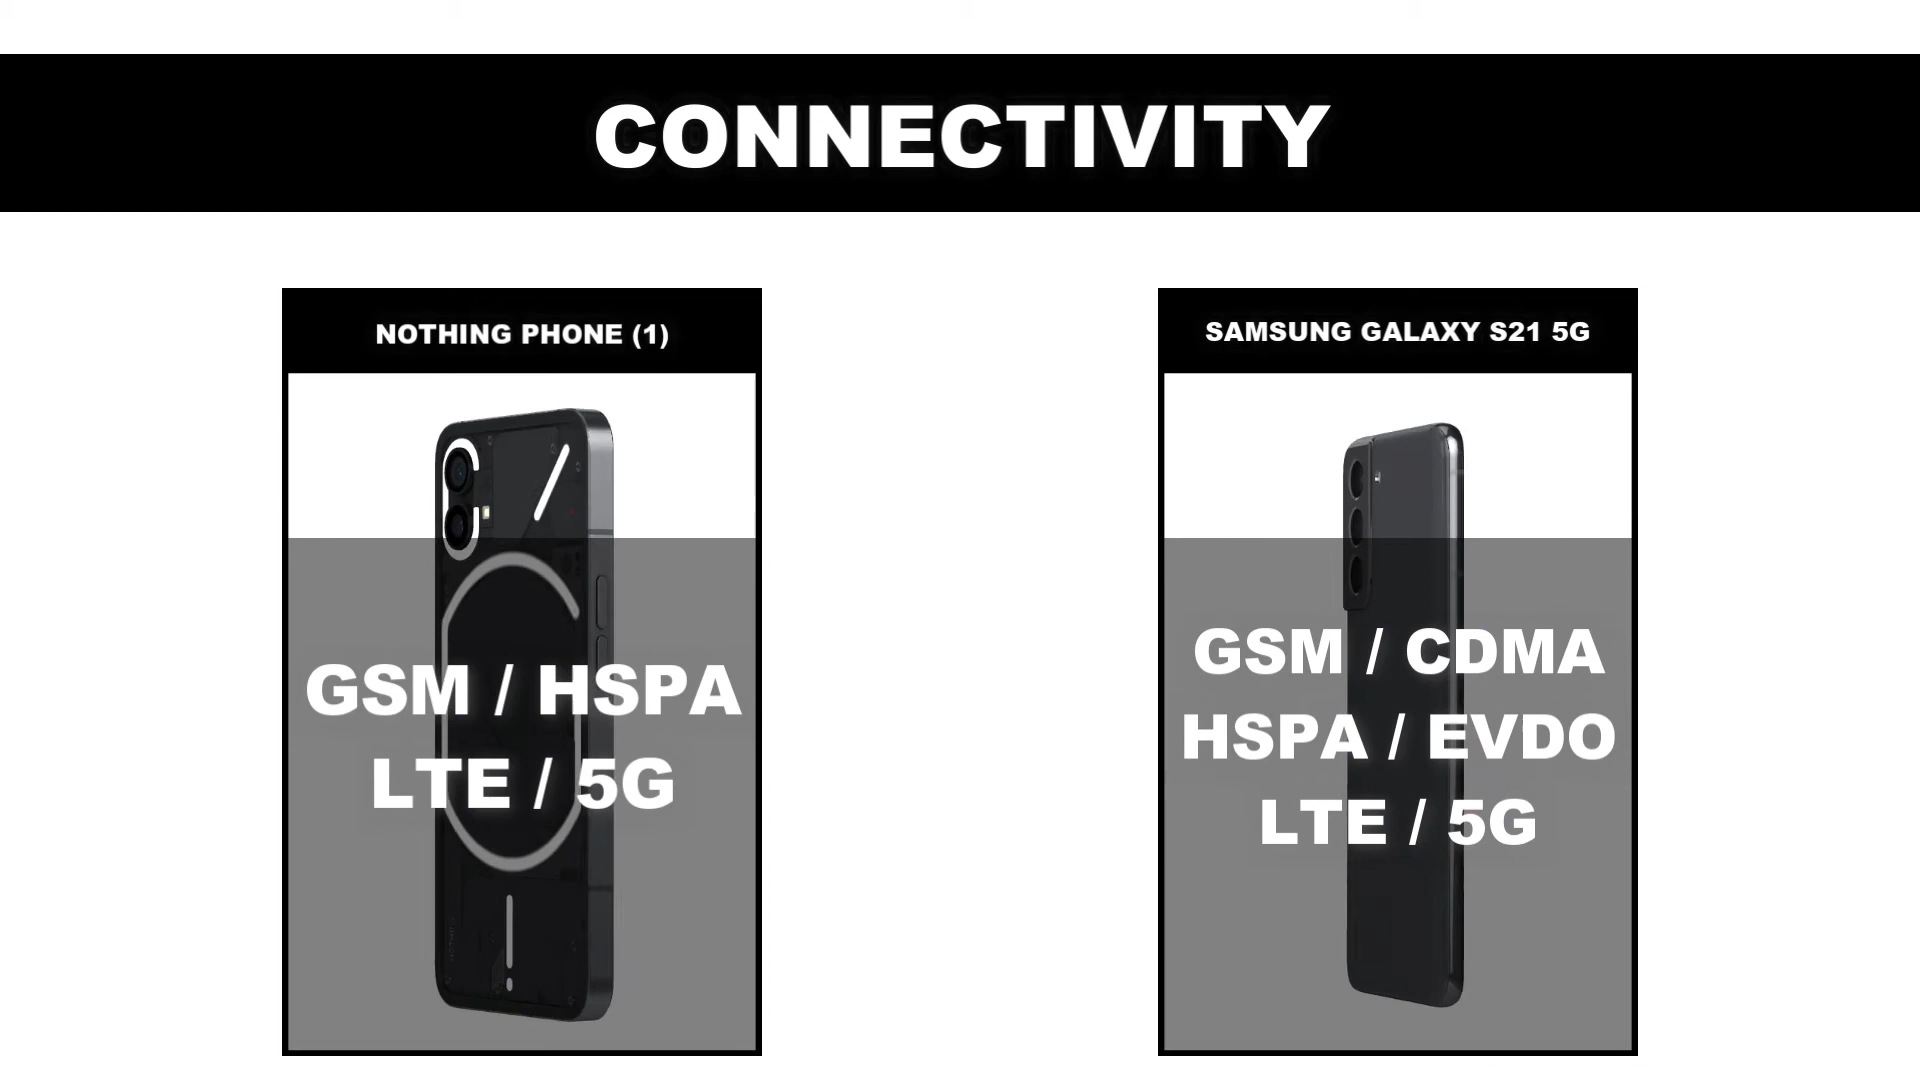 CONNECTIVITY
NOTHING PHONE (1)
GSM / HSPA
LTE / 5G
SAMSUNG GALAXY S21 5G
GSM / CDMA
HSPA / EVDO
LTE / 5G